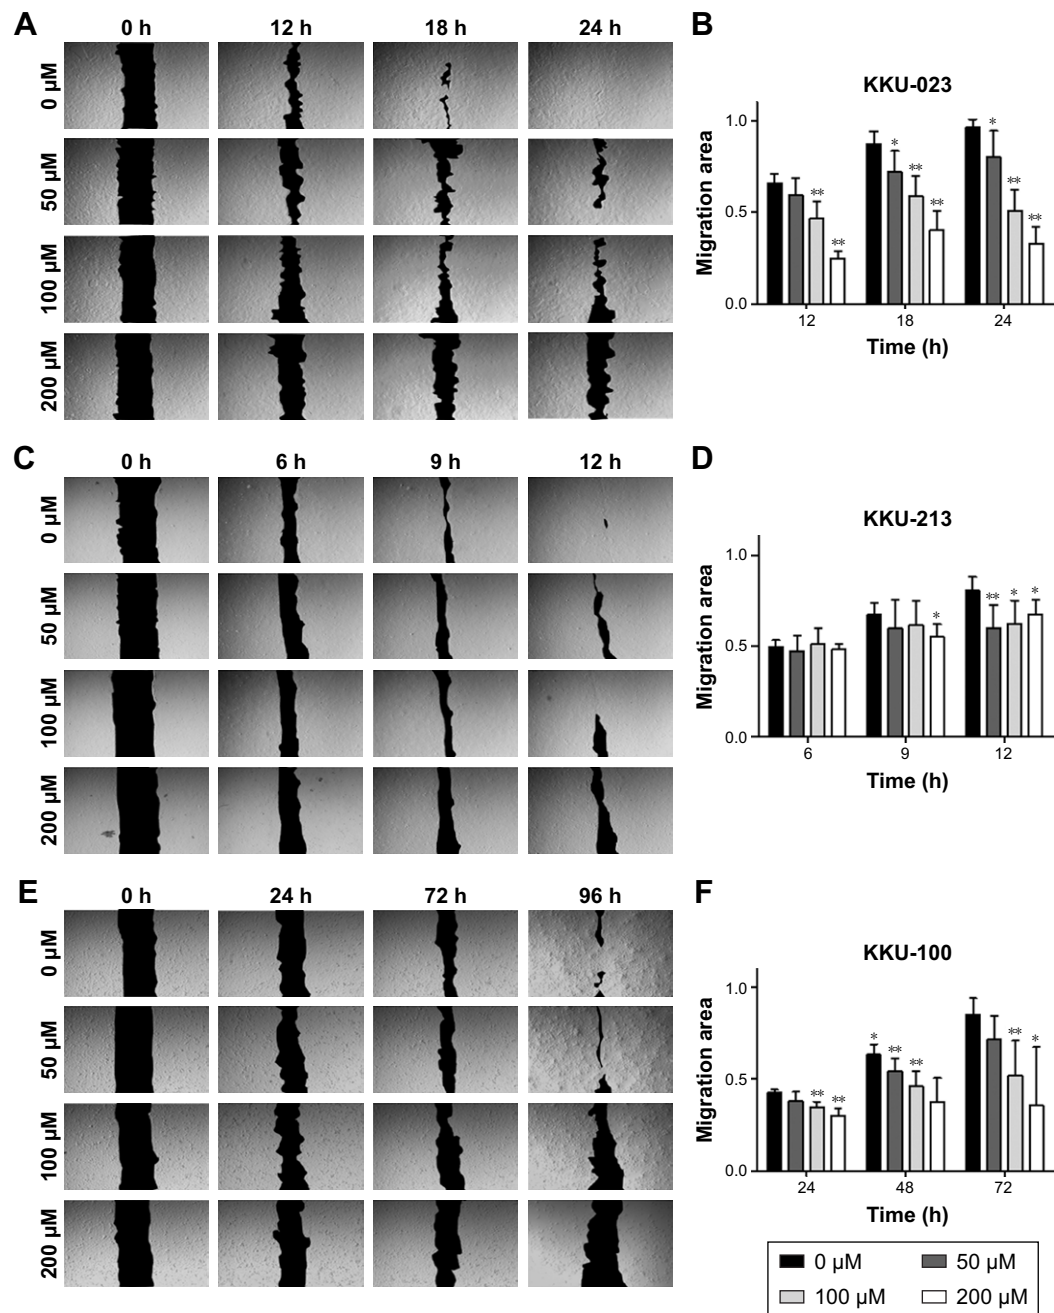 A
0 h 12 h 18 h 24 h
0 µM
50 µM
100 µM
200 µM
B
KKU-023
Migration area
1.0
** * * **
0.5
** ** ** **
0.0
12 18 24
Time (h)
C
0 h 6 h 9 h 12 h
0 µM
50 µM
100 µM
200 µM
D
KKU-213
Migration area
1.0
* ** * *
0.5
0.0
6 9 12
Time (h)
E
0 h 24 h 72 h 96 h
0 µM
50 µM
100 µM
200 µM
F
KKU-100
Migration area
1.0
* ** ** ** *
0.5
** **
0.0
24 48 72
Time (h)
0 µM 50 µM
100 µM 200 µM